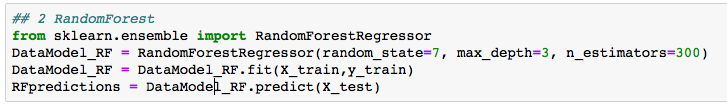 ## 2 RandomForest
from sklearn.ensemble import RandomForestRegressor
DataModel_RF = RandomForestRegressor(random_state=7, max_depth=3, n_estimators=300)
DataModel_RF = DataModel_RF.fit(X_train,y_train)
RFpredictions = DataModel_RF.predict(X_test)